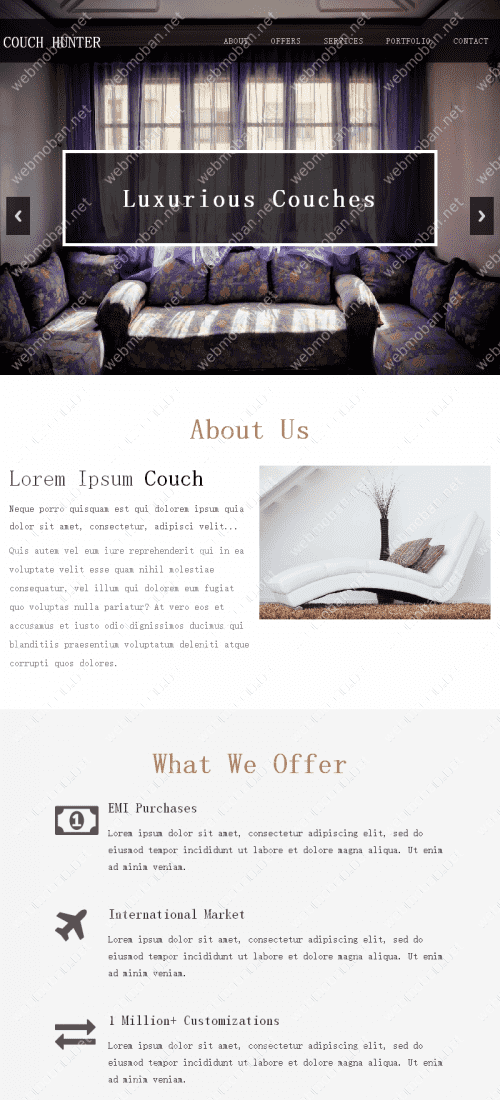 COUCH HUNTER
ABOUT OFFERS SERVICES PORTFOLIO CONTACT
Luxurious Couches
About Us
Lorem Ipsum Couch
Neque porro quisquam est qui dolorem ipsum quia
dolor sit amet, consectetur, adipisci velit...
Quis autem vel eum iure reprehenderit qui in ea
voluptate velit esse quam nihil molestiae
consequatur, vel illum qui dolorem eum fugiat
quo voluptas nulla pariatur? At vero eos et
accusamus et iusto odio dignissimos ducimus qui
blanditiis praesentium voluptatum deleniti atque
corrupti quos dolores.
What We Offer
EMI Purchases
Lorem ipsum dolor sit amet, consectetur adipiscing elit, sed do
eiusmod tempor incididunt ut labore et dolore magna aliqua. Ut enim
ad minim veniam.
International Market
Lorem ipsum dolor sit amet, consectetur adipiscing elit, sed do
eiusmod tempor incididunt ut labore et dolore magna aliqua. Ut enim
ad minim veniam.
1 Million+ Customizations
Lorem ipsum dolor sit amet, consectetur adipiscing elit, sed do
eiusmod tempor incididunt ut labore et dolore magna aliqua. Ut enim
ad minim veniam.
webmoban.net